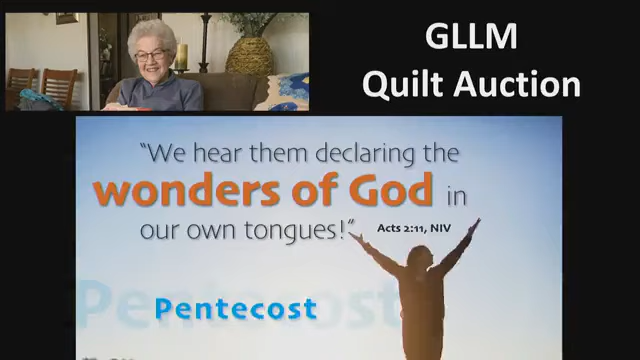 GLLM
Quilt Auction
"We hear them declaring the
wonders of God in
our own tongues!" Acts 2:11, NIV
Pentecost
Pentecost